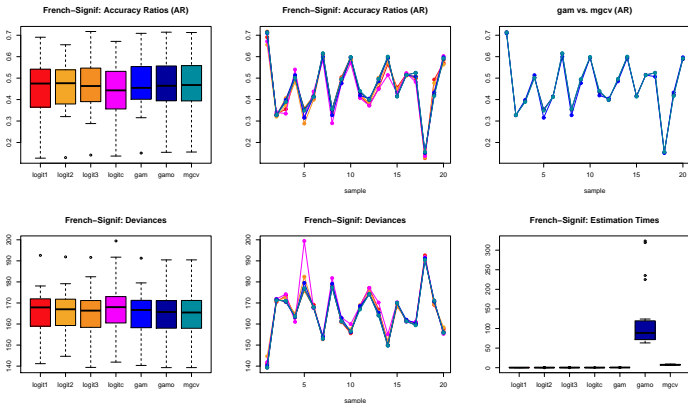 French-Signif: Accuracy Ratios (AR)
French-Signif: Accuracy Ratios (AR)
gam vs. mgcv (AR)
0.7
0.6
0.5
0.4
0.3
0.2
logit1 logit2 logit3 logitc gam gamo mgcv
0.7
0.6
0.5
0.4
0.3
0.2
5 10 15 20
sample
0.7
0.6
0.5
0.4
0.3
0.2
5 10 15 20
sample
French-Signif: Deviances
French-Signif: Deviances
French-Signif: Estimation Times
200
190
180
170
160
150
140
logit1 logit2 logit3 logitc gam gamo mgcv
200
190
180
170
160
150
140
5 10 15 20
sample
300
250
200
150
100
50
0
logit1 logit2 logit3 logitc gam gamo mgcv